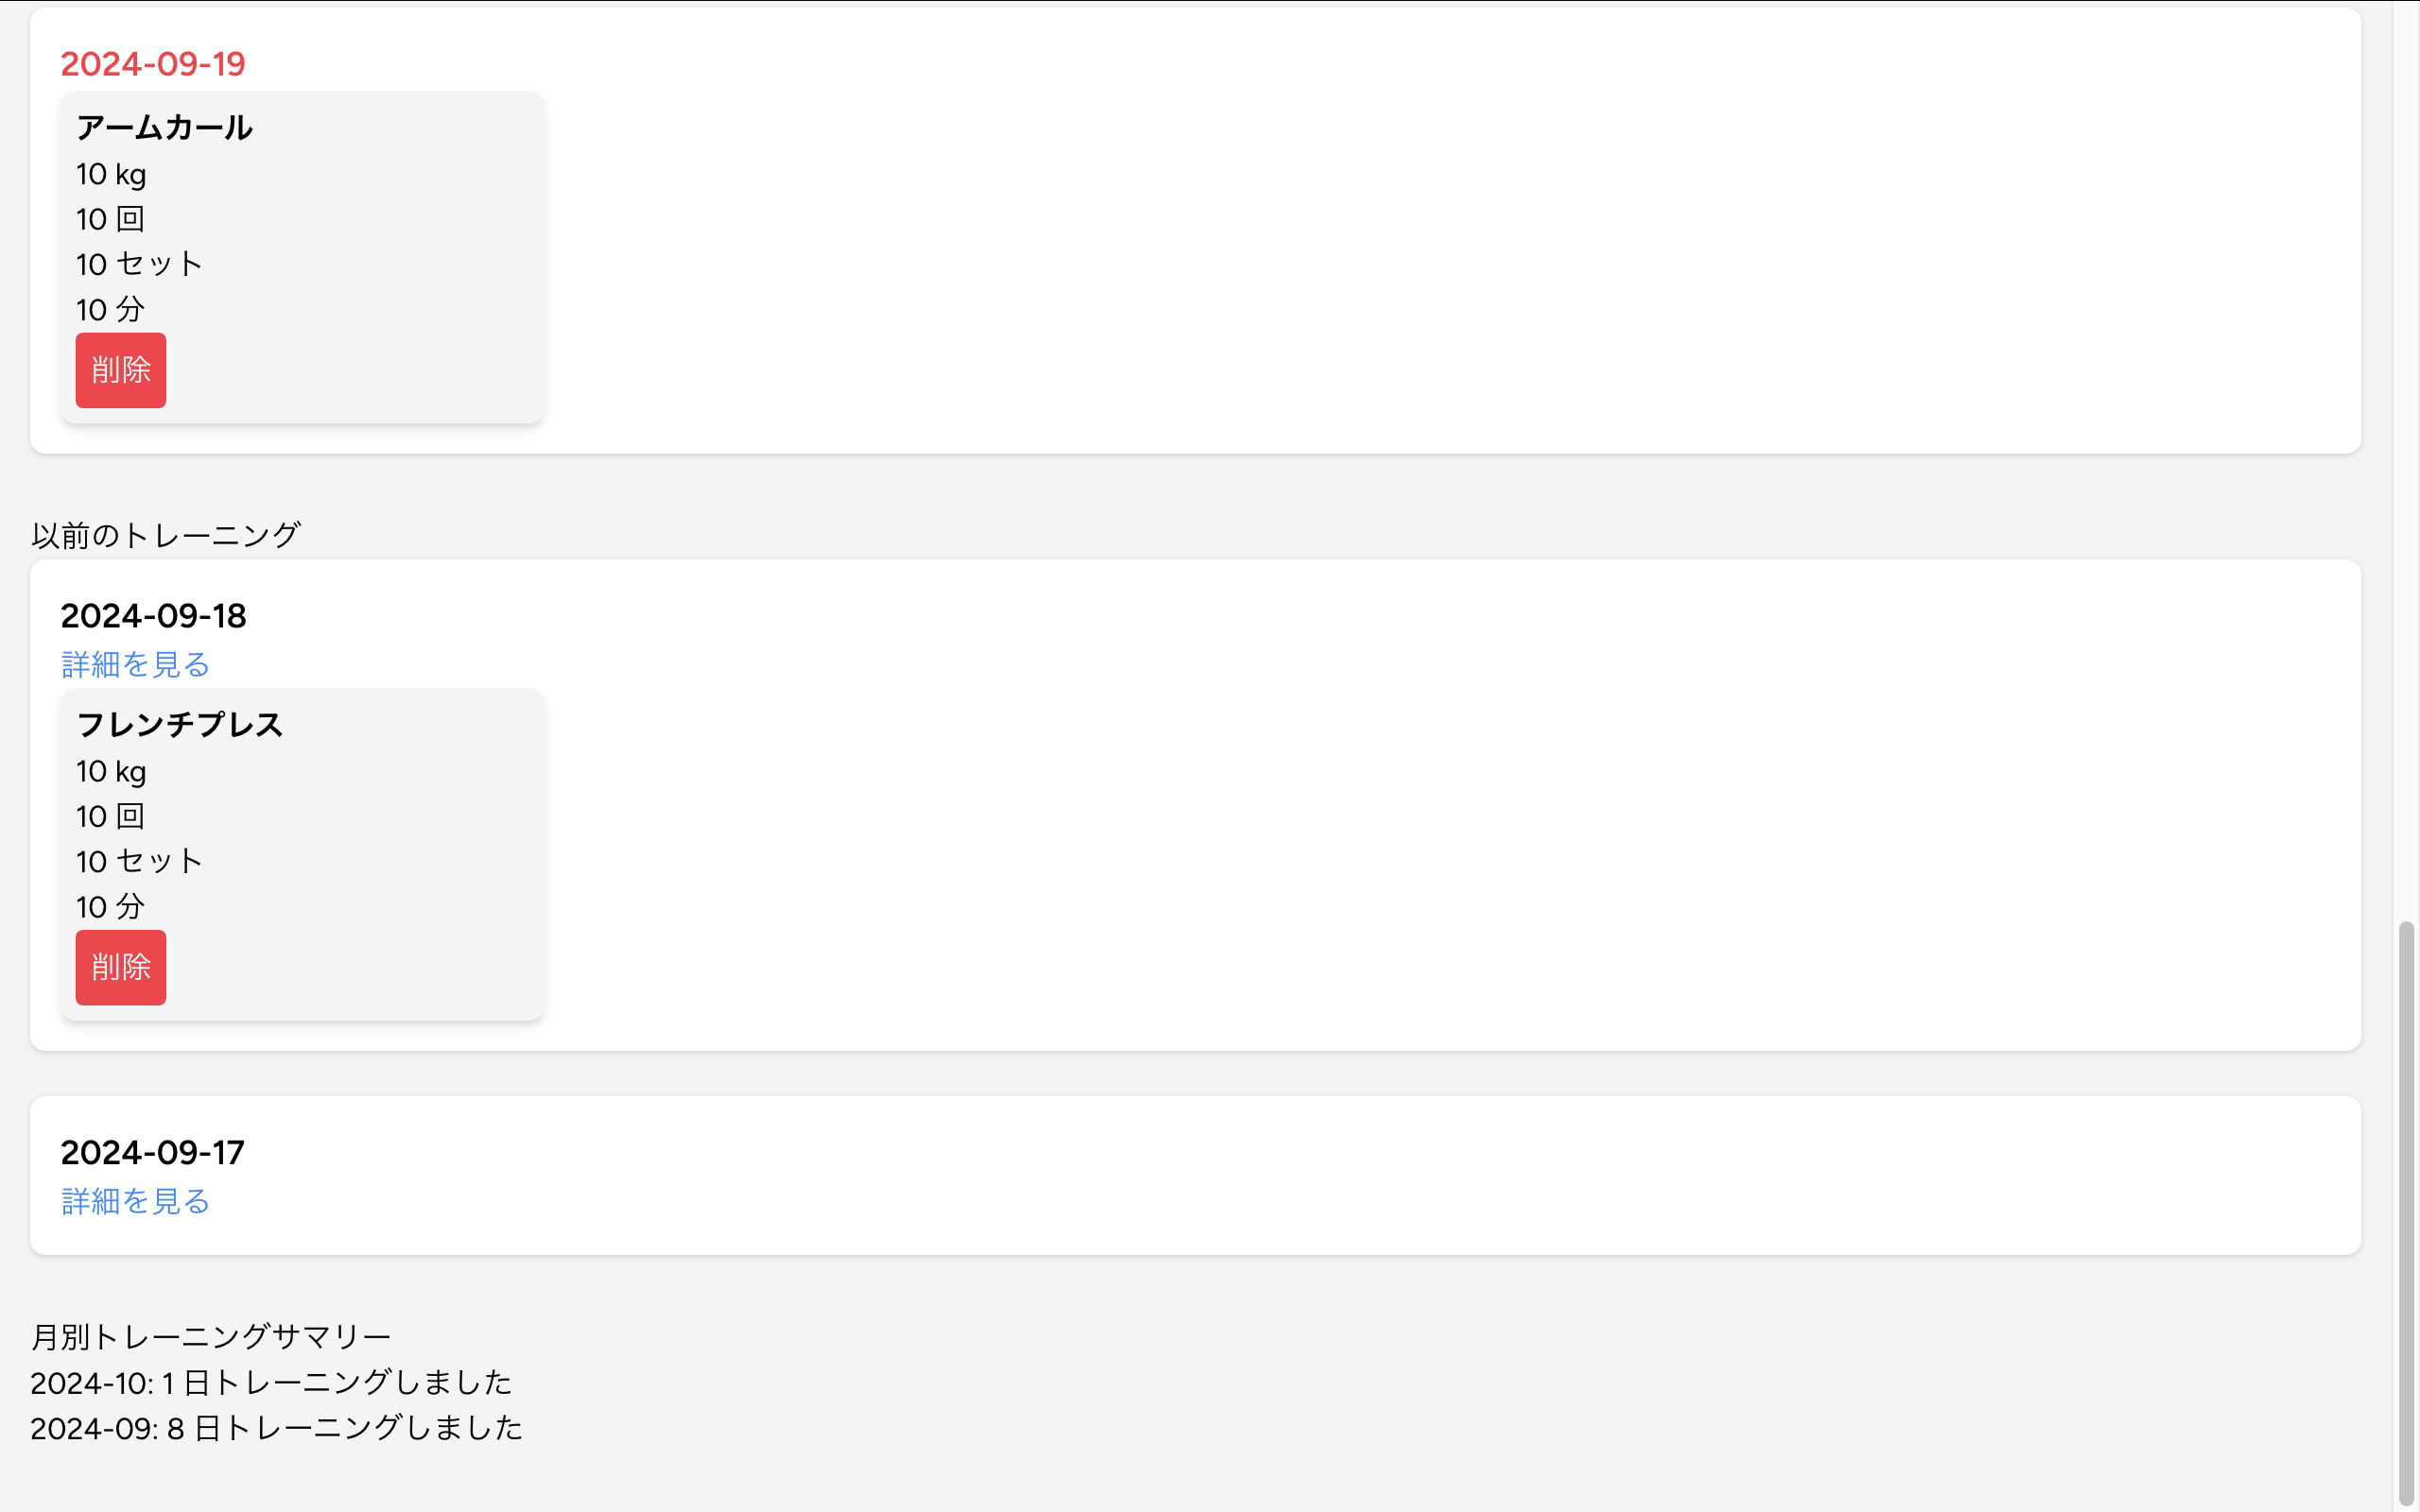 2024-09-19
アームカール
10 kg
10 回
10 セット
10 分
削除
以前のトレーニング
2024-09-18
詳細を見る
フレンチプレス
10 kg
10 回
10 セット
10 分
削除
2024-09-17
詳細を見る
月別トレーニングサマリー
2024-10: 1 日トレーニングしました
2024-09: 8 日トレーニングしました